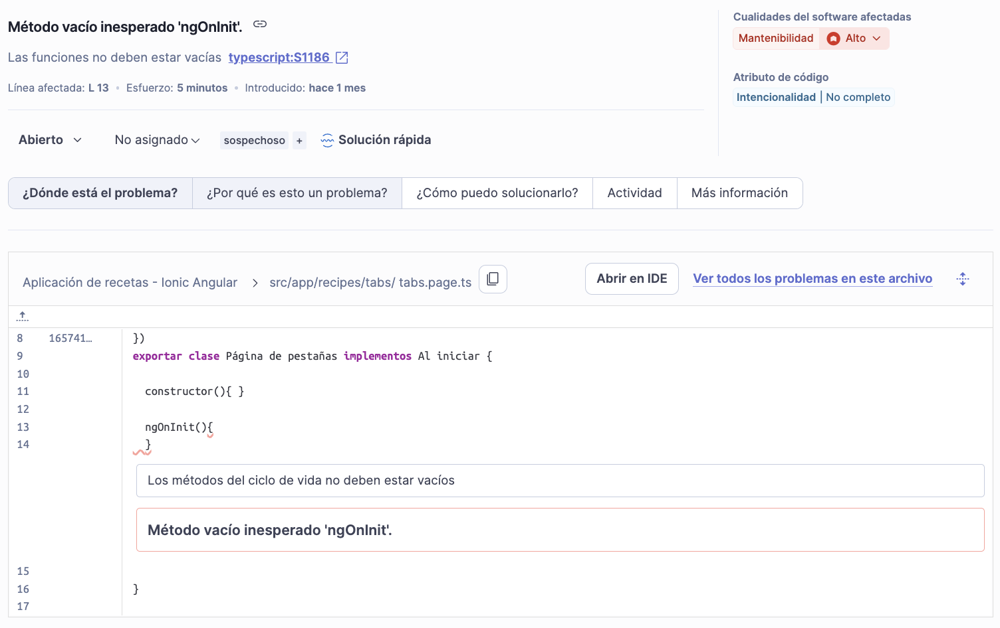 Método vacío inesperado 'ngOnInit'.
Las funciones no deben estar vacías typescript:S1186
Línea afectada: L 13 • Esfuerzo: 5 minutos • Introducido: hace 1 mes
Cualidades del software afectadas
Mantenibilidad Alto
Atributo de código
Intencionalidad | No completo
Abierto No asignado sospechoso + Solución rápida
¿Dónde está el problema? ¿Por qué es esto un problema? ¿Cómo puedo solucionarlo? Actividad Más información
Aplicación de recetas - Ionic Angular > src/app/recipes/tabs/ tabs.page.ts Abrir en IDE Ver todos los problemas en este archivo
8 165741… })
9 exportar clase Página de pestañas implementos Al iniciar {
10
11 constructor(){ }
12
13 ngOnInit(){
14 }
Los métodos del ciclo de vida no deben estar vacíos
Método vacío inesperado 'ngOnInit'.
15
16 }
17